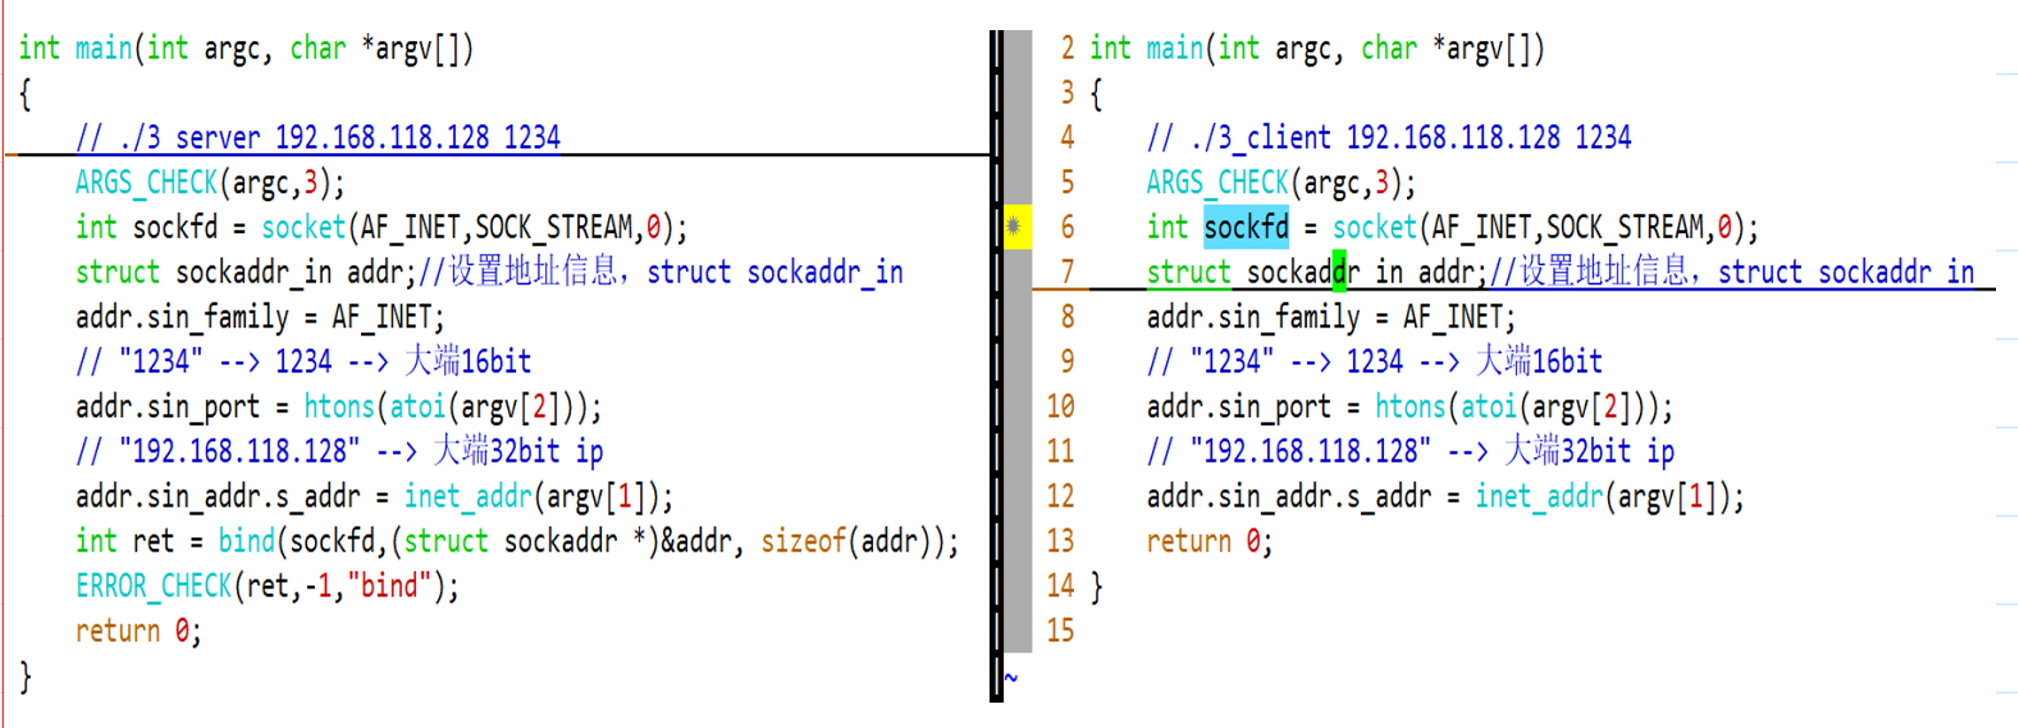 int main(int argc, char *argv[])
{
// ./3 server 192.168.118.128 1234
ARGS_CHECK(argc,3);
int sockfd = socket(AF_INET,SOCK_STREAM,0);
struct sockaddr_in addr;//设置地址信息，struct sockaddr_in
addr.sin_family = AF_INET;
// "1234" --> 1234 --> 大端16bit
addr.sin_port = htons(atoi(argv[2]));
// "192.168.118.128" --> 大端32bit ip
addr.sin_addr.s_addr = inet_addr(argv[1]);
int ret = bind(sockfd,(struct sockaddr *)&addr, sizeof(addr));
ERROR_CHECK(ret,-1,"bind");
return 0;
}
2 int main(int argc, char *argv[])
3 {
4 // ./3_client 192.168.118.128 1234
5 ARGS_CHECK(argc,3);
6 int sockfd = socket(AF_INET,SOCK_STREAM,0);
7 struct sockaddr in addr;//设置地址信息，struct sockaddr in
8 addr.sin_family = AF_INET;
9 // "1234" --> 1234 --> 大端16bit
10 addr.sin_port = htons(atoi(argv[2]));
11 // "192.168.118.128" --> 大端32bit ip
12 addr.sin_addr.s_addr = inet_addr(argv[1]);
13 return 0;
14 }
15
~